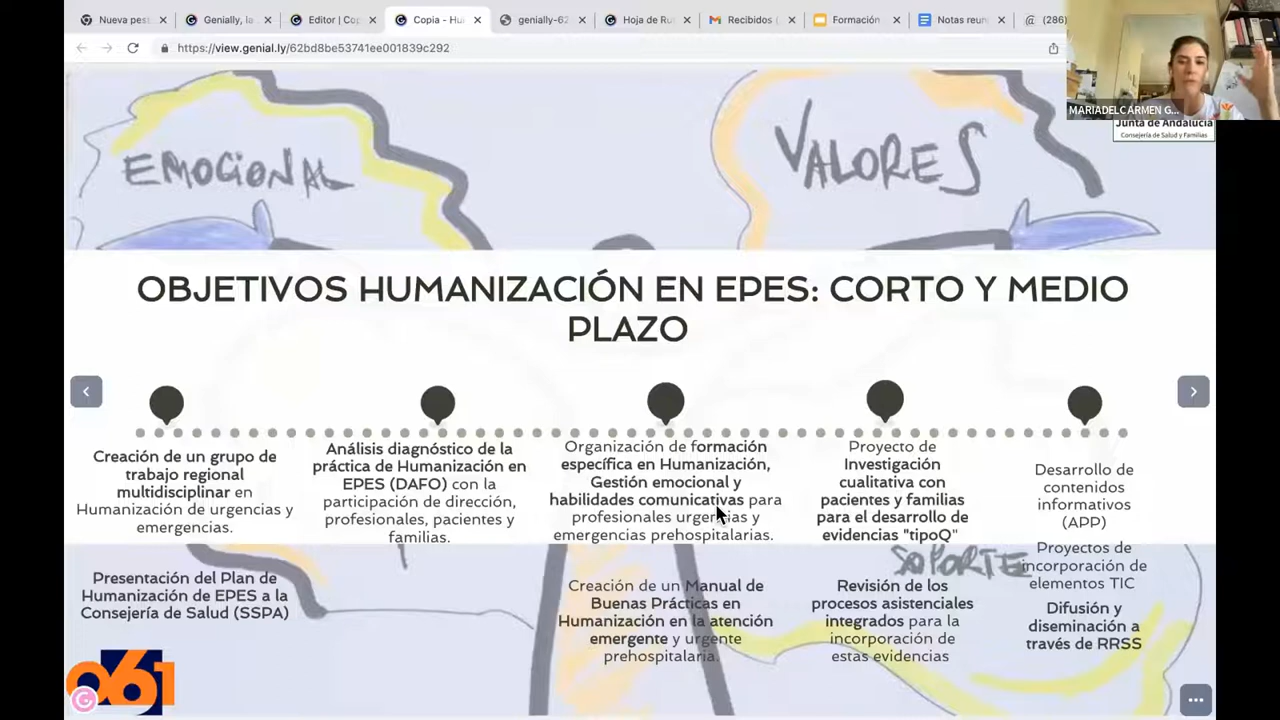 Nueva pes
Genially, la
Editor | Cop
Copia - Hu
genially-62
Hoja de Ru
Recibidos (
Formación
Notas reun
(286)
https://view.genial.ly/62bd8be53741ee001839c292
MARIADELCARMEN G...
Junta de Andalucía
Consejería de Salud y Familias
EMOCIONAL
VALORES
OBJETIVOS HUMANIZACIÓN EN EPES: CORTO Y MEDIO
PLAZO
Creación de un grupo de
trabajo regional
multidisciplinar en
Humanización de urgencias y
emergencias.
Presentación del Plan de
Humanización de EPES a la
Consejería de Salud (SSPA)
Análisis diagnóstico de la
práctica de Humanización en
EPES (DAFO) con la
participación de dirección,
profesionales, pacientes y
familias.
Organización de formación
específica en Humanización,
Gestión emocional y
habilidades comunicativas para
profesionales urgencias y
emergencias prehospitalarias.
Creación de un Manual de
Buenas Prácticas en
Humanización en la atención
emergente y urgente
prehospitalaria.
Proyecto de
Investigación
cualitativa con
pacientes y familias
para el desarrollo de
evidencias "tipoQ"
SOPORTE
Revisión de los
procesos asistenciales
integrados para la
incorporación de
estas evidencias
Desarrollo de
contenidos
informativos
(APP)
Proyectos de
incorporación de
elementos TIC
Difusión y
diseminación a
través de RRSS
061